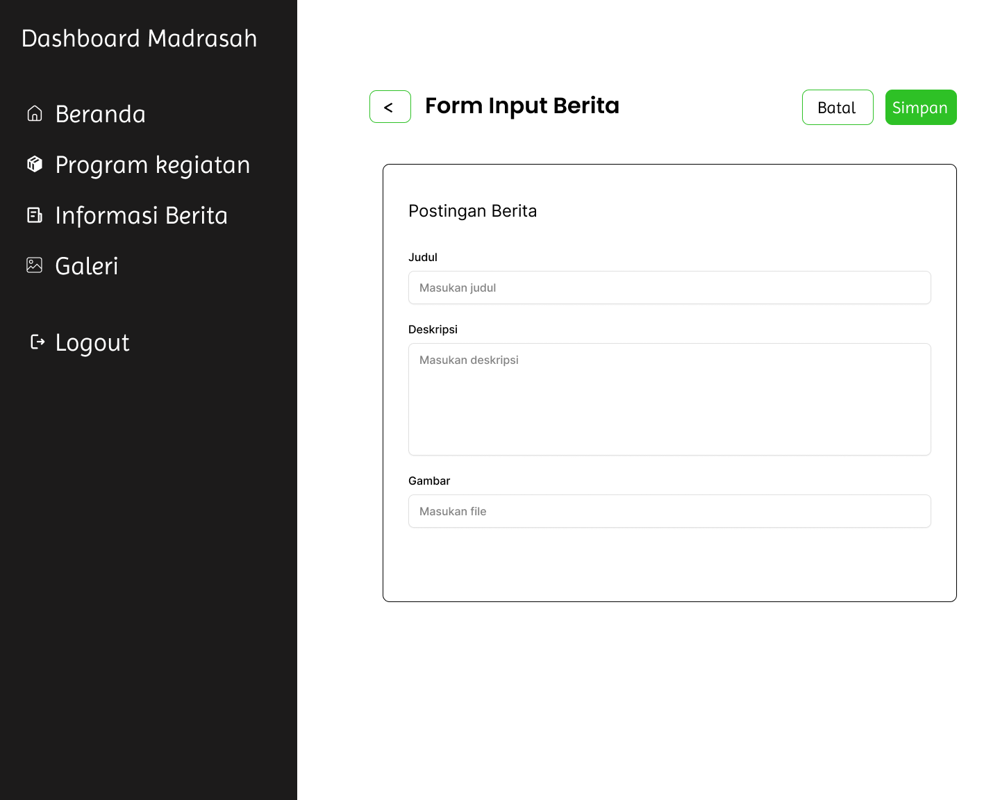 Dashboard Madrasah
Beranda
Program kegiatan
Informasi Berita
Galeri
Logout
< Form Input Berita
Batal
Simpan
Postingan Berita
Judul
Masukan judul
Deskripsi
Masukan deskripsi
Gambar
Masukan file